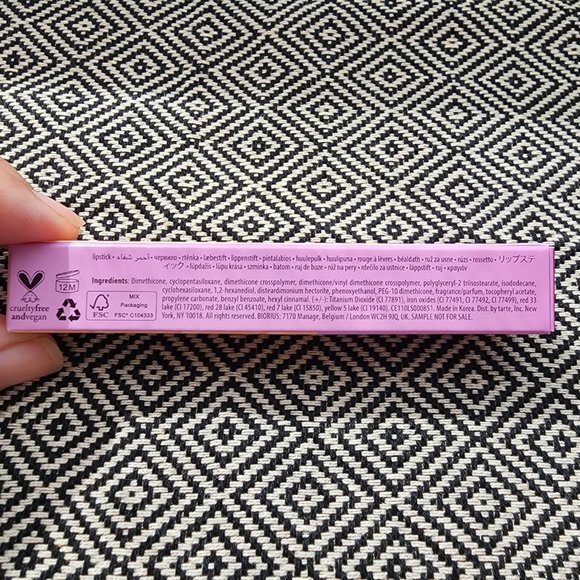 lipstick • أحمر شفاه • червило • rtěnka • læbestift • lippenstift • pintalabios • huulepulk • huulipuna • rouge à lèvres • béaldath • ruž za usne • rúzs • rossetto • リップステ
ィック • lūpdažis • lūpu krāsa • szminka • batom • ruj de buze • rúž na pery • rdečilo za ustnice • läppstift • ruj • κραγιόν
Ingredients: Dimethicone, cyclopentasiloxane, dimethicone crosspolymer, dimethicone/vinyl dimethicone crosspolymer, polyglyceryl-2 triisostearate, isododecane,
cyclohexasiloxane, 1,2-hexanediol, disteardimonium hectorite, phenoxyethanol, PEG-10 dimethicone, fragrance/parfum, tocopheryl acetate,
propylene carbonate, benzyl benzoate, hexyl cinnamal. (+/-): Titanium Dioxide (CI 77891), iron oxides (CI 77491, CI 77492, CI 77499), red 33
lake (CI 17200), red 28 lake (CI 45410), red 7 lake (CI 15850), yellow 5 lake (CI 19140). Made in Korea. Dist. by tarte, Inc. New
York, NY 10018. All rights reserved. BIORIUS: 7170 Manage, Belgium / London WC2H 9JQ, UK. SAMPLE NOT FOR SALE.
crueltyfree
andvegan
12M
FSC
MIX
Packaging
FSC® C104333